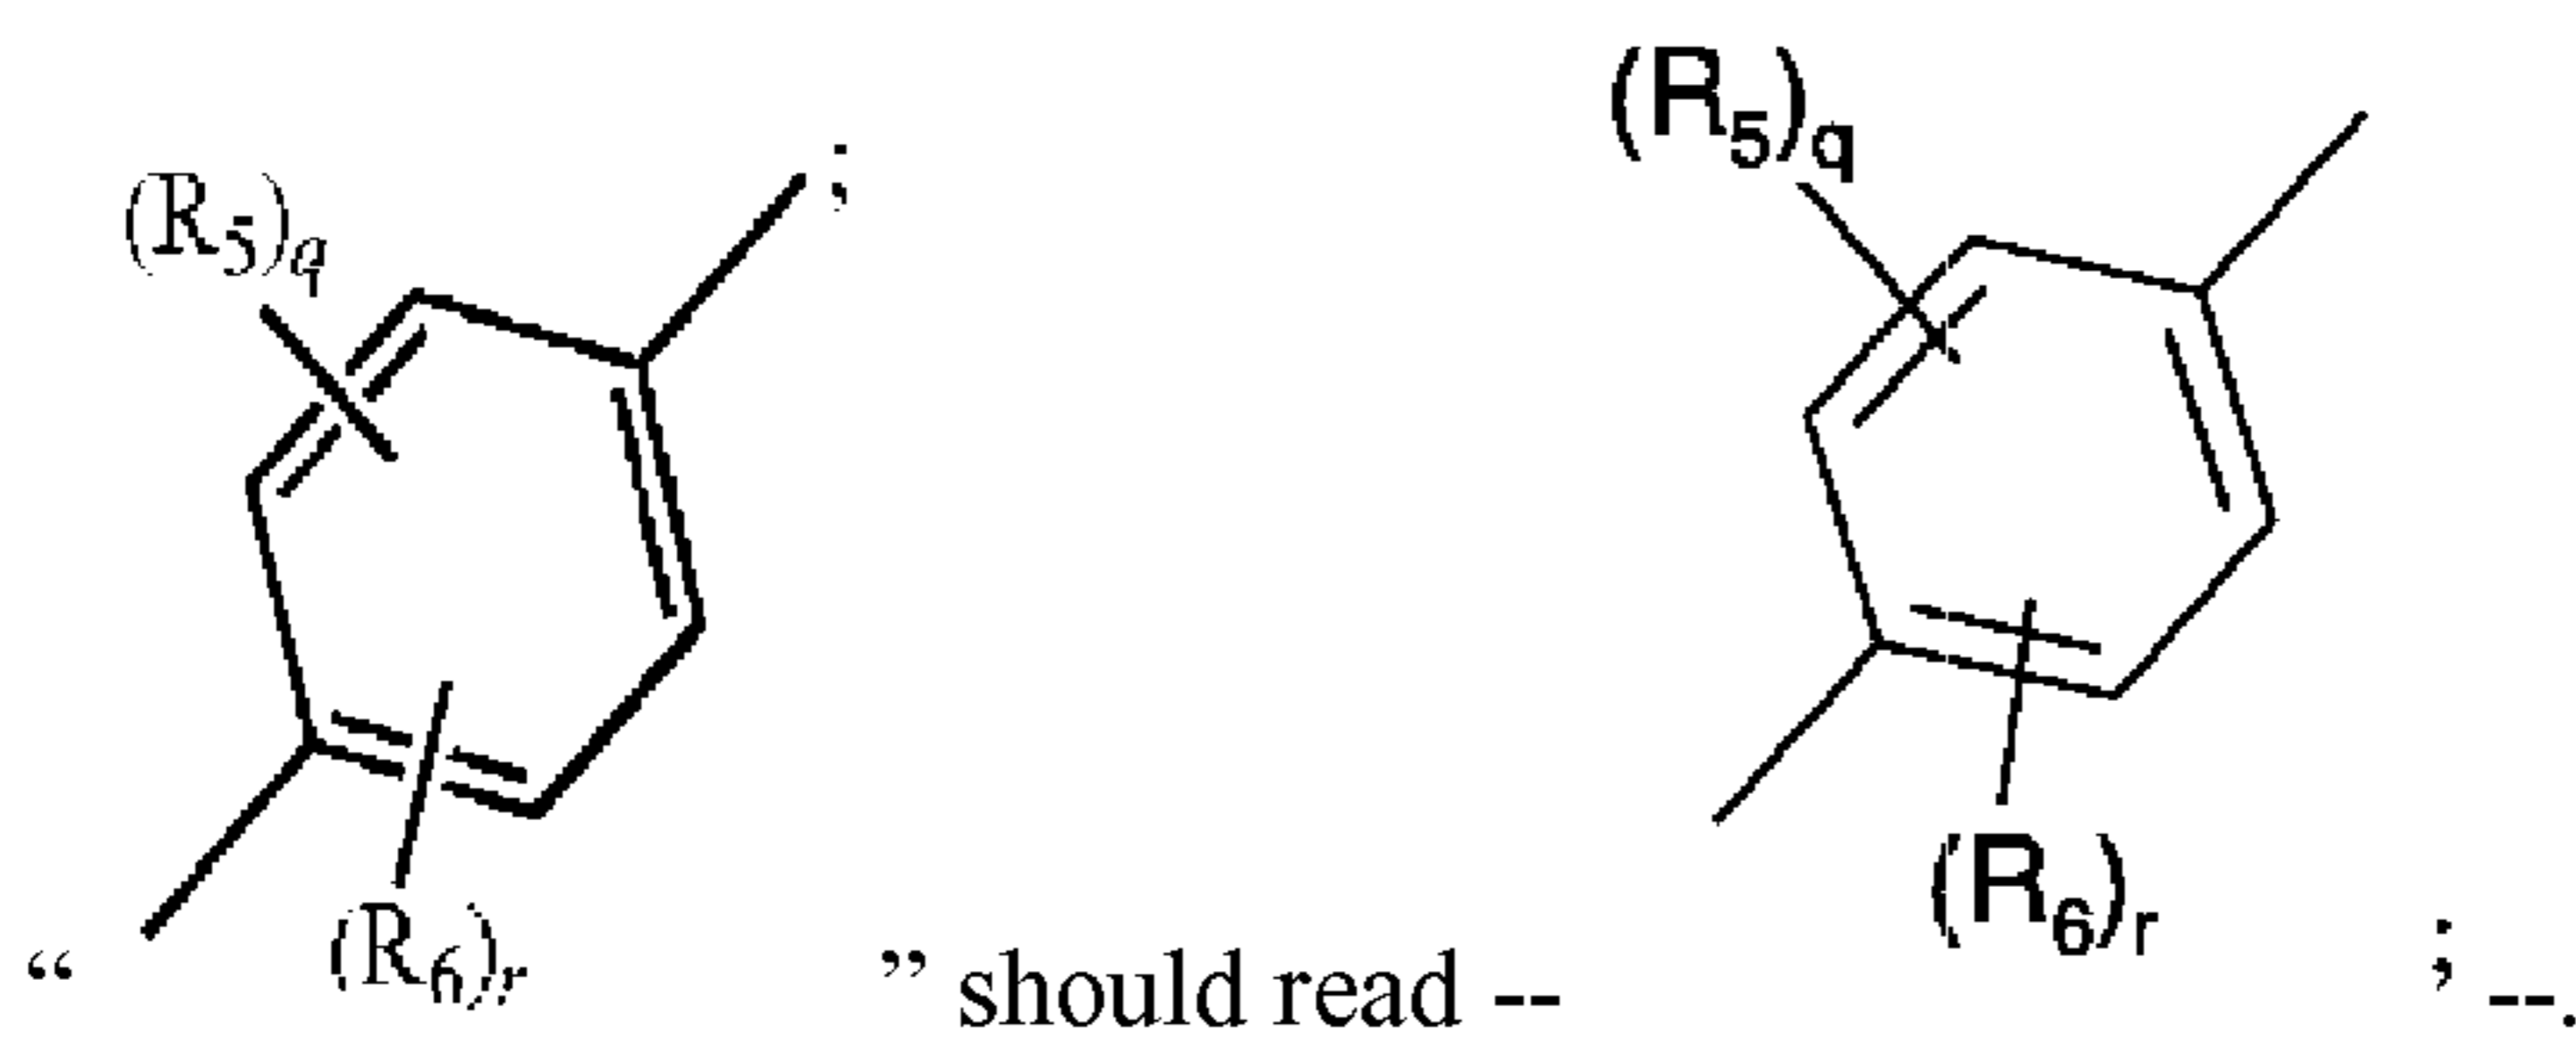 (R5)q ; (R5)q
“ (R6)r ” should read -- (R6)r ; --.